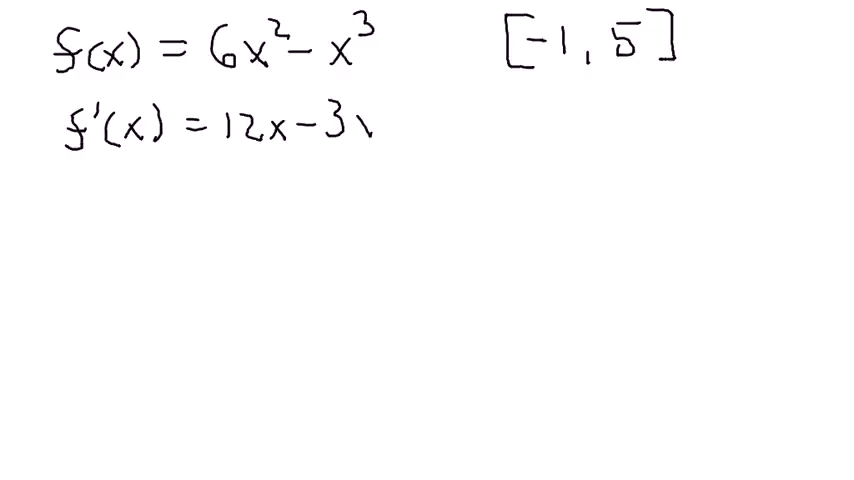 f(x) = 6x² − x³ [-1, 5]
f'(x) = 12x − 3